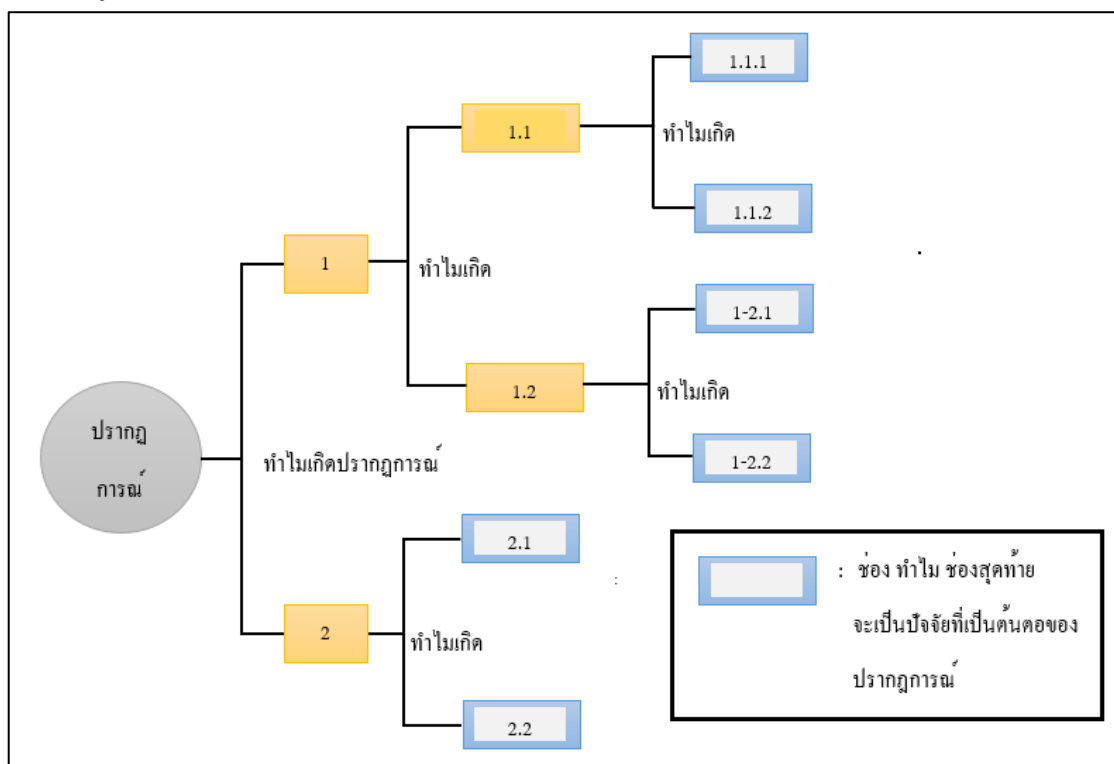 1.1.1
1.1
ทำไมเกิด
1.1.2
1
ทำไมเกิด
1-2.1
1.2
ทำไมเกิด
1-2.2
ปรากฏ
การณ์
ทำไมเกิดปรากฏการณ์
2.1
2
ทำไมเกิด
2.2
: ช่อง ทำไม ช่องสุดท้าย
จะเป็นปัจจัยที่เป็นต้นตอของ
ปรากฏการณ์